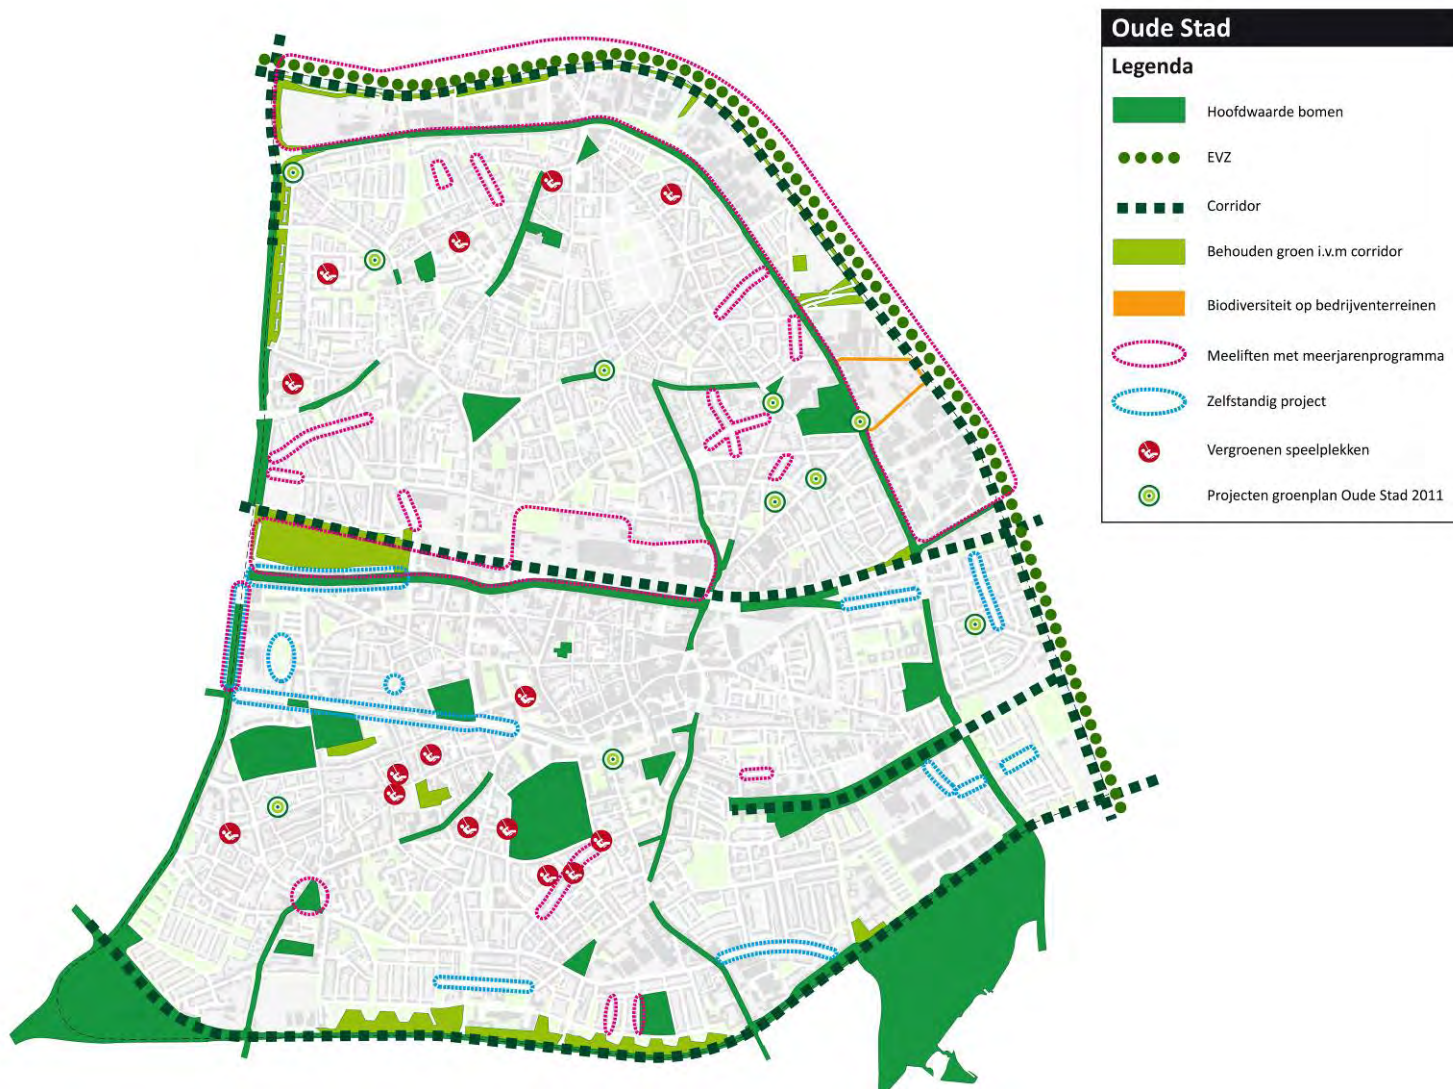 Oude Stad
Legenda
Hoofdwaarde bomen
EVZ
Corridor
Behouden groen i.v.m corridor
Biodiversiteit op bedrijventerreinen
Meeliften met meerjarenprogramma
Zelfstandig project
Vergroenen speelplekken
Projecten groenplan Oude Stad 2011